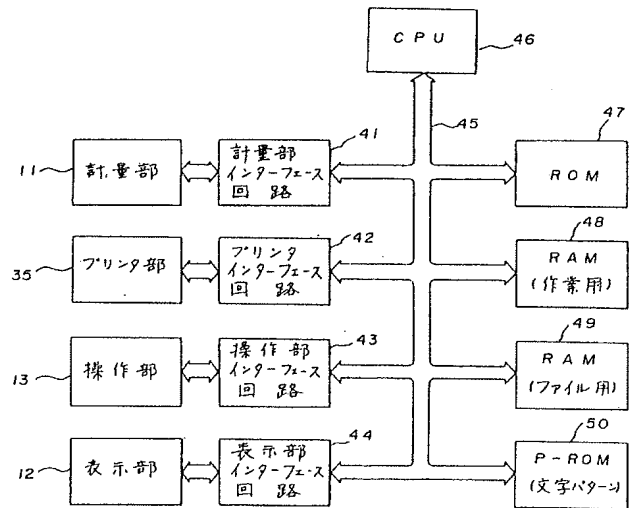 CPU
46
45
41
47
11
計量部
計量部
インターフェース
回路
ROM
42
48
35
プリンタ部
プリンタ
インターフェース
回路
RAM
(作業用)
43
49
13
操作部
操作部
インターフェース
回路
RAM
(ファイル用)
44
50
12
表示部
表示部
インターフェース
回路
P-ROM
(文字パターン)